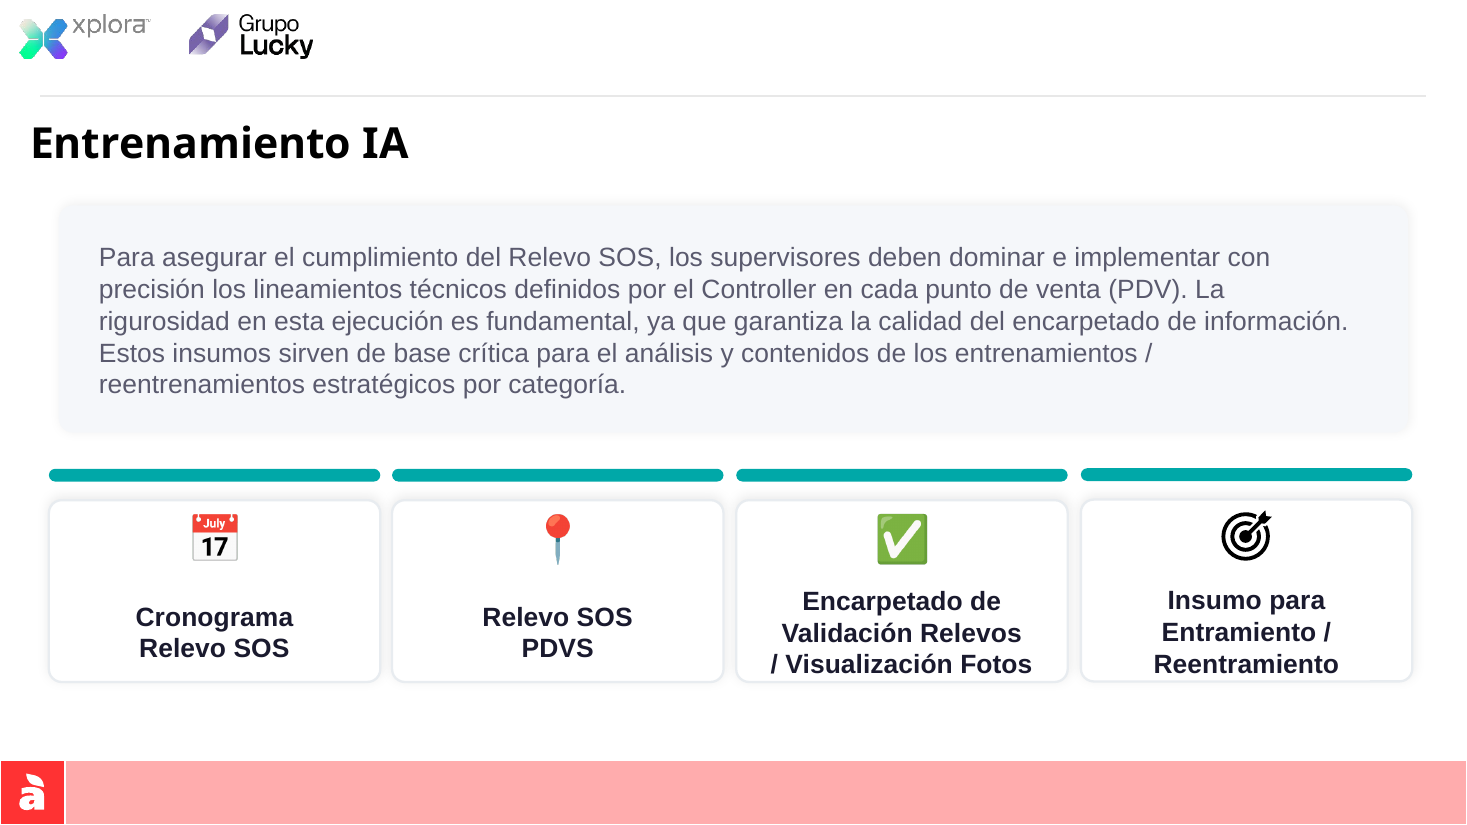 xplora
Grupo
Lucky
Entrenamiento IA
Para asegurar el cumplimiento del Relevo SOS, los supervisores deben dominar e implementar con
precisión los lineamientos técnicos definidos por el Controller en cada punto de venta (PDV). La
rigurosidad en esta ejecución es fundamental, ya que garantiza la calidad del encarpetado de información.
Estos insumos sirven de base crítica para el análisis y contenidos de los entrenamientos /
reentrenamientos estratégicos por categoría.
July
17
Cronograma
Relevo SOS
Relevo SOS
PDVS
Encarpetado de
Validación Relevos
/ Visualización Fotos
Insumo para
Entramiento /
Reentramiento
a